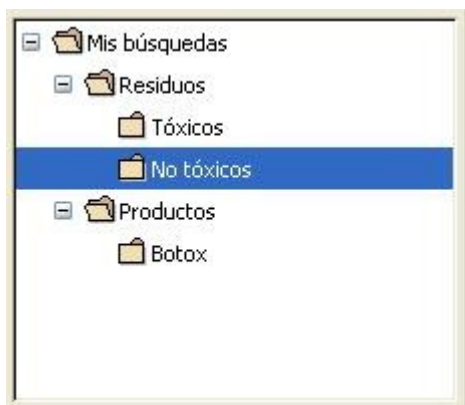 Mis búsquedas
Residuos
Tóxicos
No tóxicos
Productos
Botox